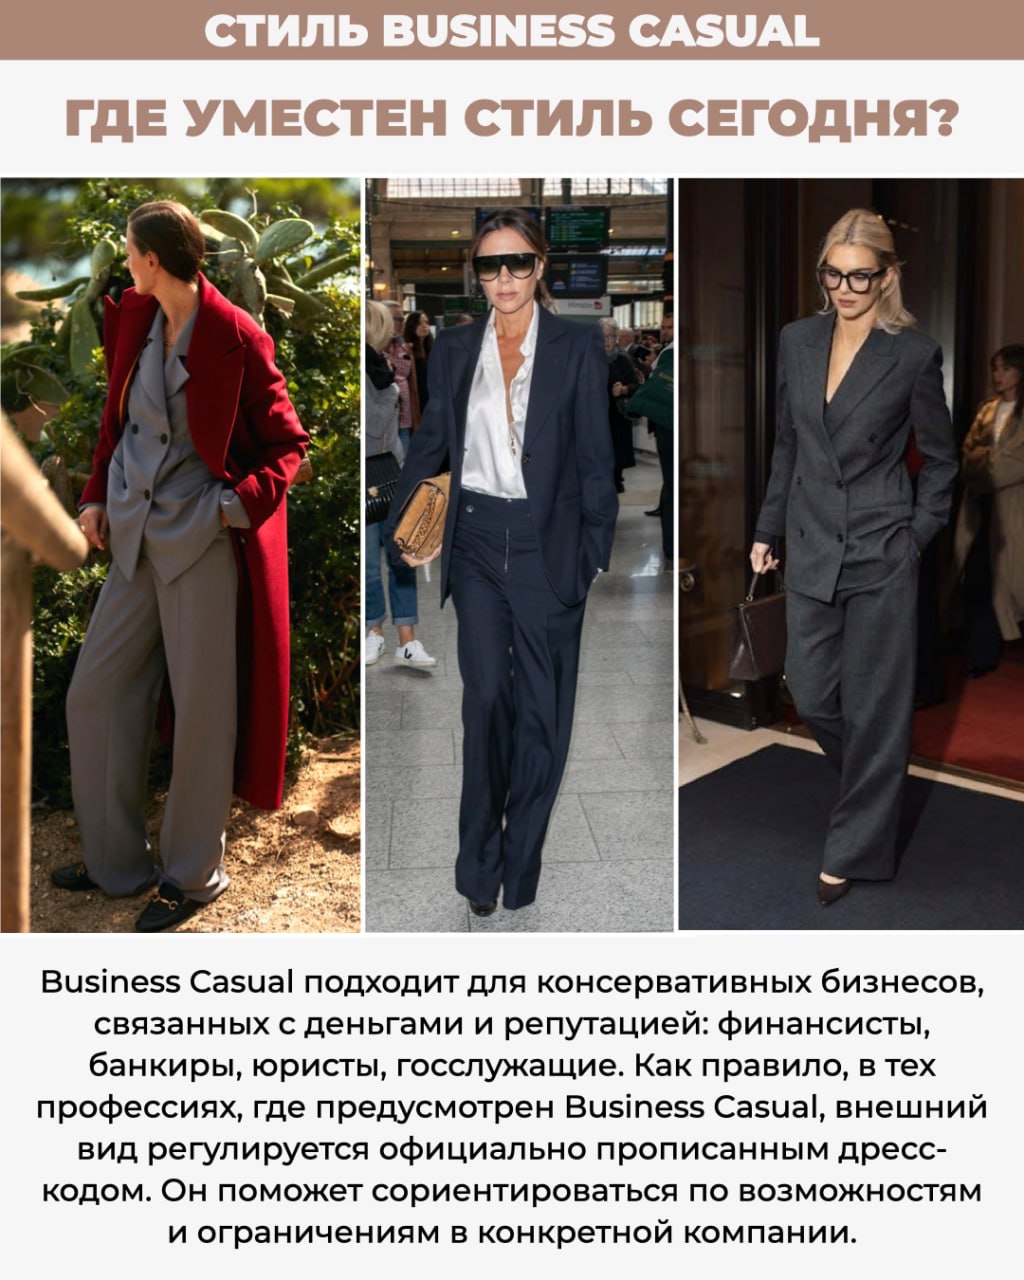 СТИЛЬ BUSINESS CASUAL
ГДЕ УМЕСТЕН СТИЛЬ СЕГОДНЯ?
Business Casual подходит для консервативных бизнесов,
связанных с деньгами и репутацией: финансисты,
банкиры, юристы, госслужащие. Как правило, в тех
профессиях, где предусмотрен Business Casual, внешний
вид регулируется официально прописанным дресс-
кодом. Он поможет сориентироваться по возможностям
и ограничениям в конкретной компании.